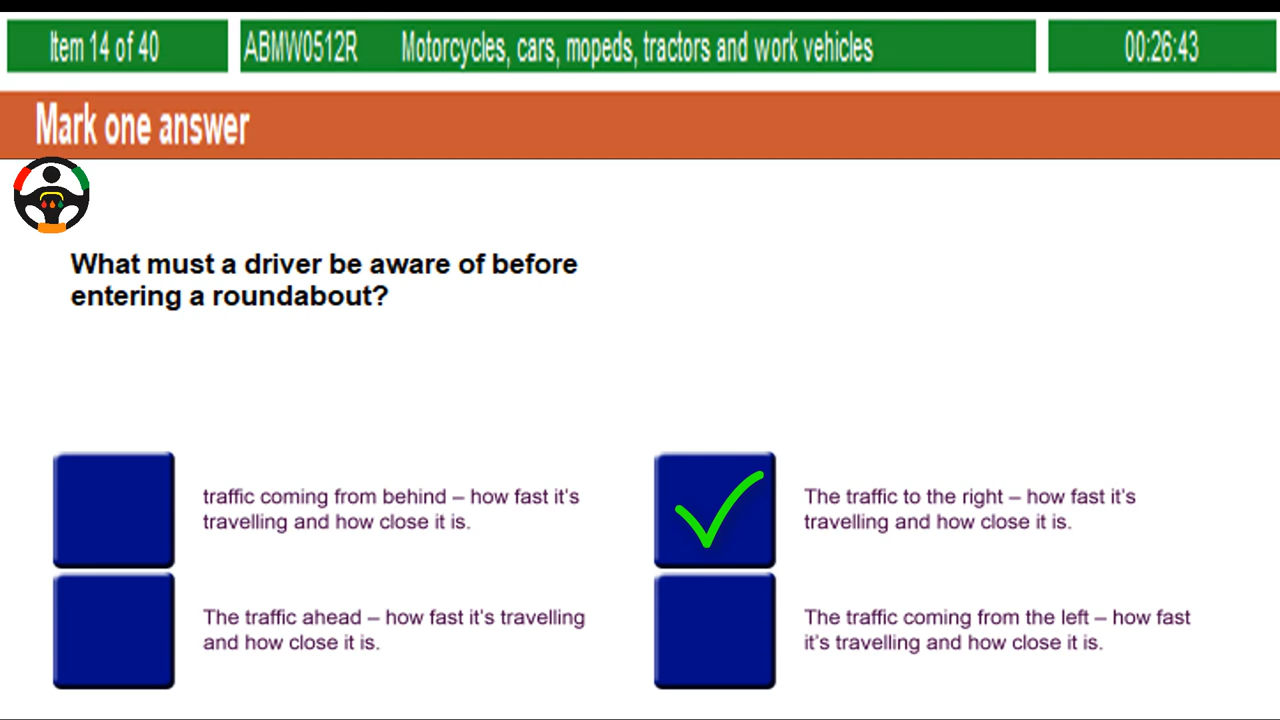 Item 14 of 40
ABMW0512R
Motorcycles, cars, mopeds, tractors and work vehicles
00:26:43
Mark one answer
What must a driver be aware of before
entering a roundabout?
traffic coming from behind – how fast it's
travelling and how close it is.
The traffic to the right – how fast it's
travelling and how close it is.
The traffic ahead – how fast it's travelling
and how close it is.
The traffic coming from the left – how fast
it's travelling and how close it is.